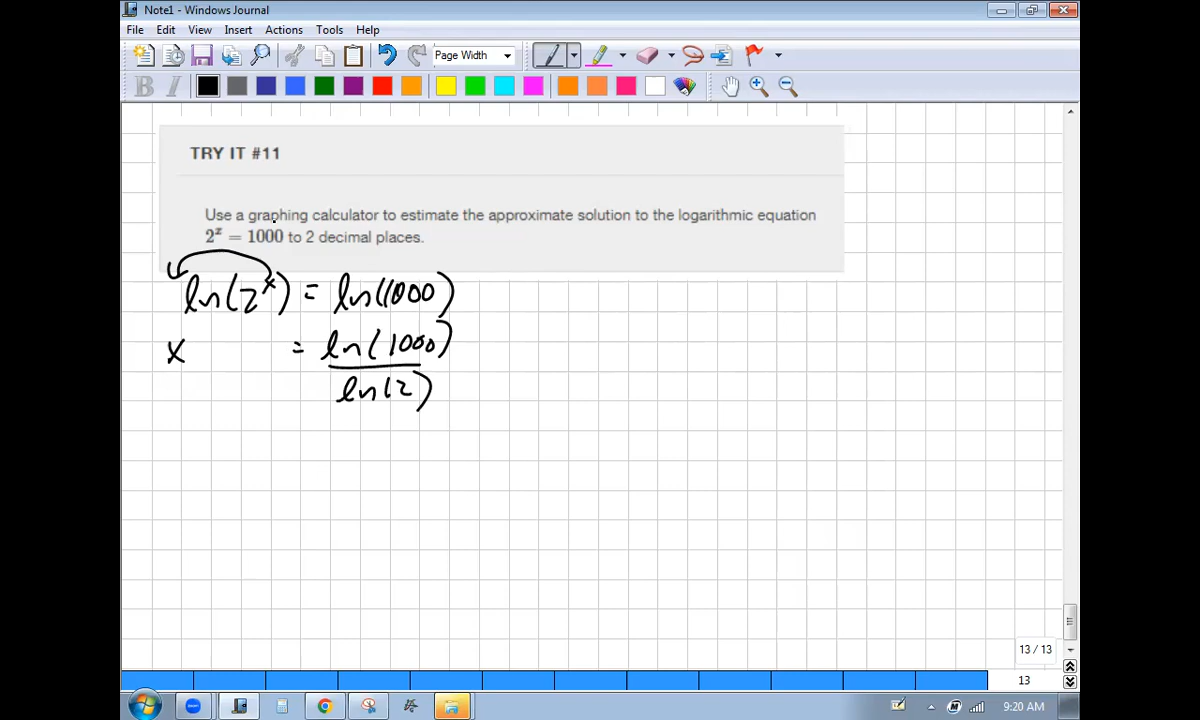 Note1 - Windows Journal
File Edit View Insert Actions Tools Help
Page Width
B I
TRY IT #11
Use a graphing calculator to estimate the approximate solution to the logarithmic equation
2^x = 1000 to 2 decimal places.
ln(2^x) = ln(1000)
x = ln(1000)
ln(2)
13 / 13
13
9:20 AM